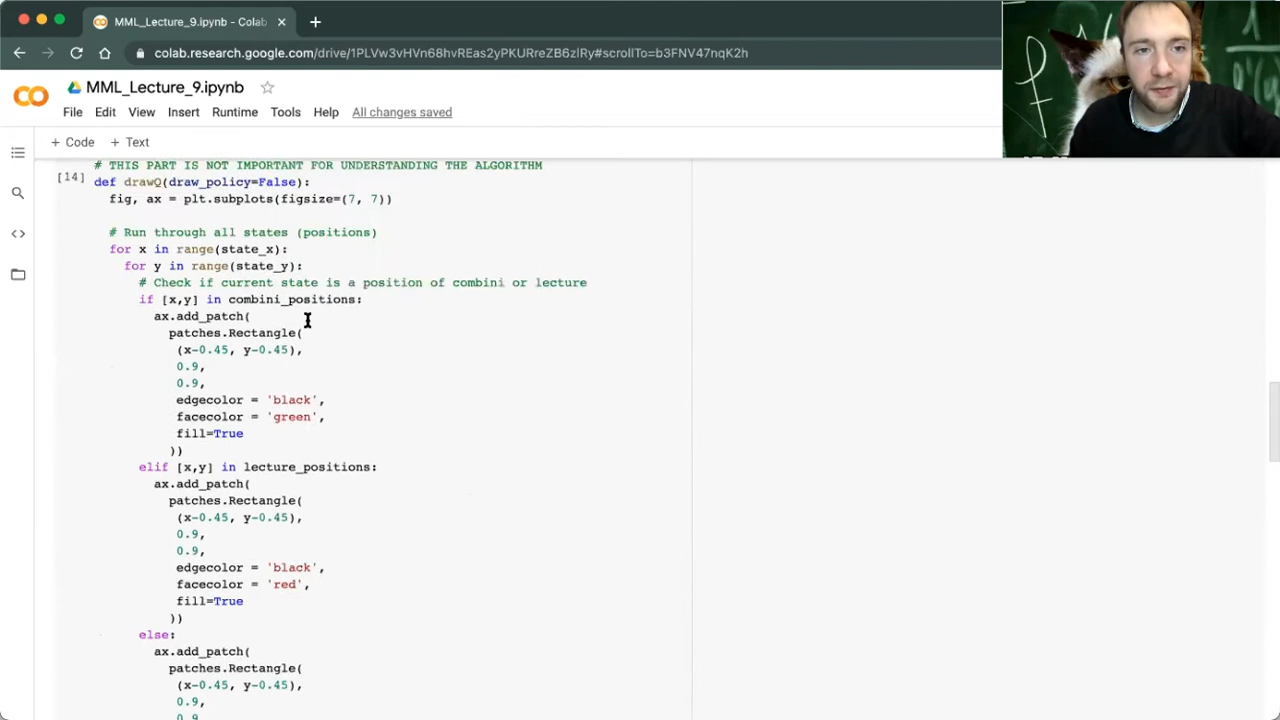 MML_Lecture_9.ipynb - Colab
colab.research.google.com/drive/1PLVw3vHVn68hvREas2yPKURreZB6zlRy#scrollTo=b3FNV47nqK2h
MML_Lecture_9.ipynb
File Edit View Insert Runtime Tools Help All changes saved
+ Code + Text
# THIS PART IS NOT IMPORTANT FOR UNDERSTANDING THE ALGORITHM
[14] def drawQ(draw_policy=False):
fig, ax = plt.subplots(figsize=(7, 7))
# Run through all states (positions)
for x in range(state_x):
for y in range(state_y):
# Check if current state is a position of combini or lecture
if [x,y] in combini_positions:
ax.add_patch(
patches.Rectangle(
(x-0.45, y-0.45),
0.9,
0.9,
edgecolor = 'black',
facecolor = 'green',
fill=True
))
elif [x,y] in lecture_positions:
ax.add_patch(
patches.Rectangle(
(x-0.45, y-0.45),
0.9,
0.9,
edgecolor = 'black',
facecolor = 'red',
fill=True
))
else:
ax.add_patch(
patches.Rectangle(
(x-0.45, y-0.45),
0.9,
0.9